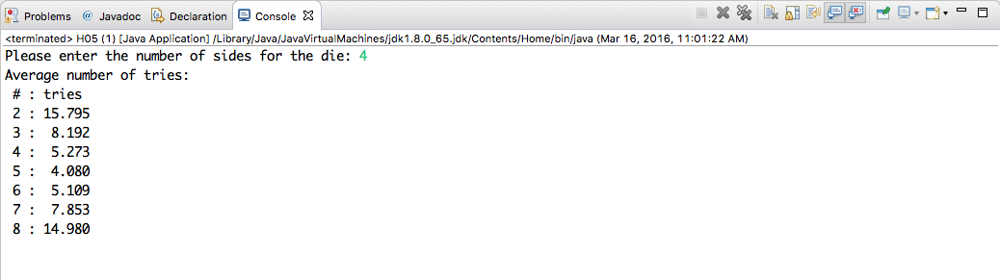 Problems @ Javadoc Declaration Console
<terminated> H05 (1) [Java Application] /Library/Java/JavaVirtualMachines/jdk1.8.0_65.jdk/Contents/Home/bin/java (Mar 16, 2016, 11:01:22 AM)
Please enter the number of sides for the die: 4
Average number of tries:
# : tries
2 : 15.795
3 : 8.192
4 : 5.273
5 : 4.080
6 : 5.109
7 : 7.853
8 : 14.980